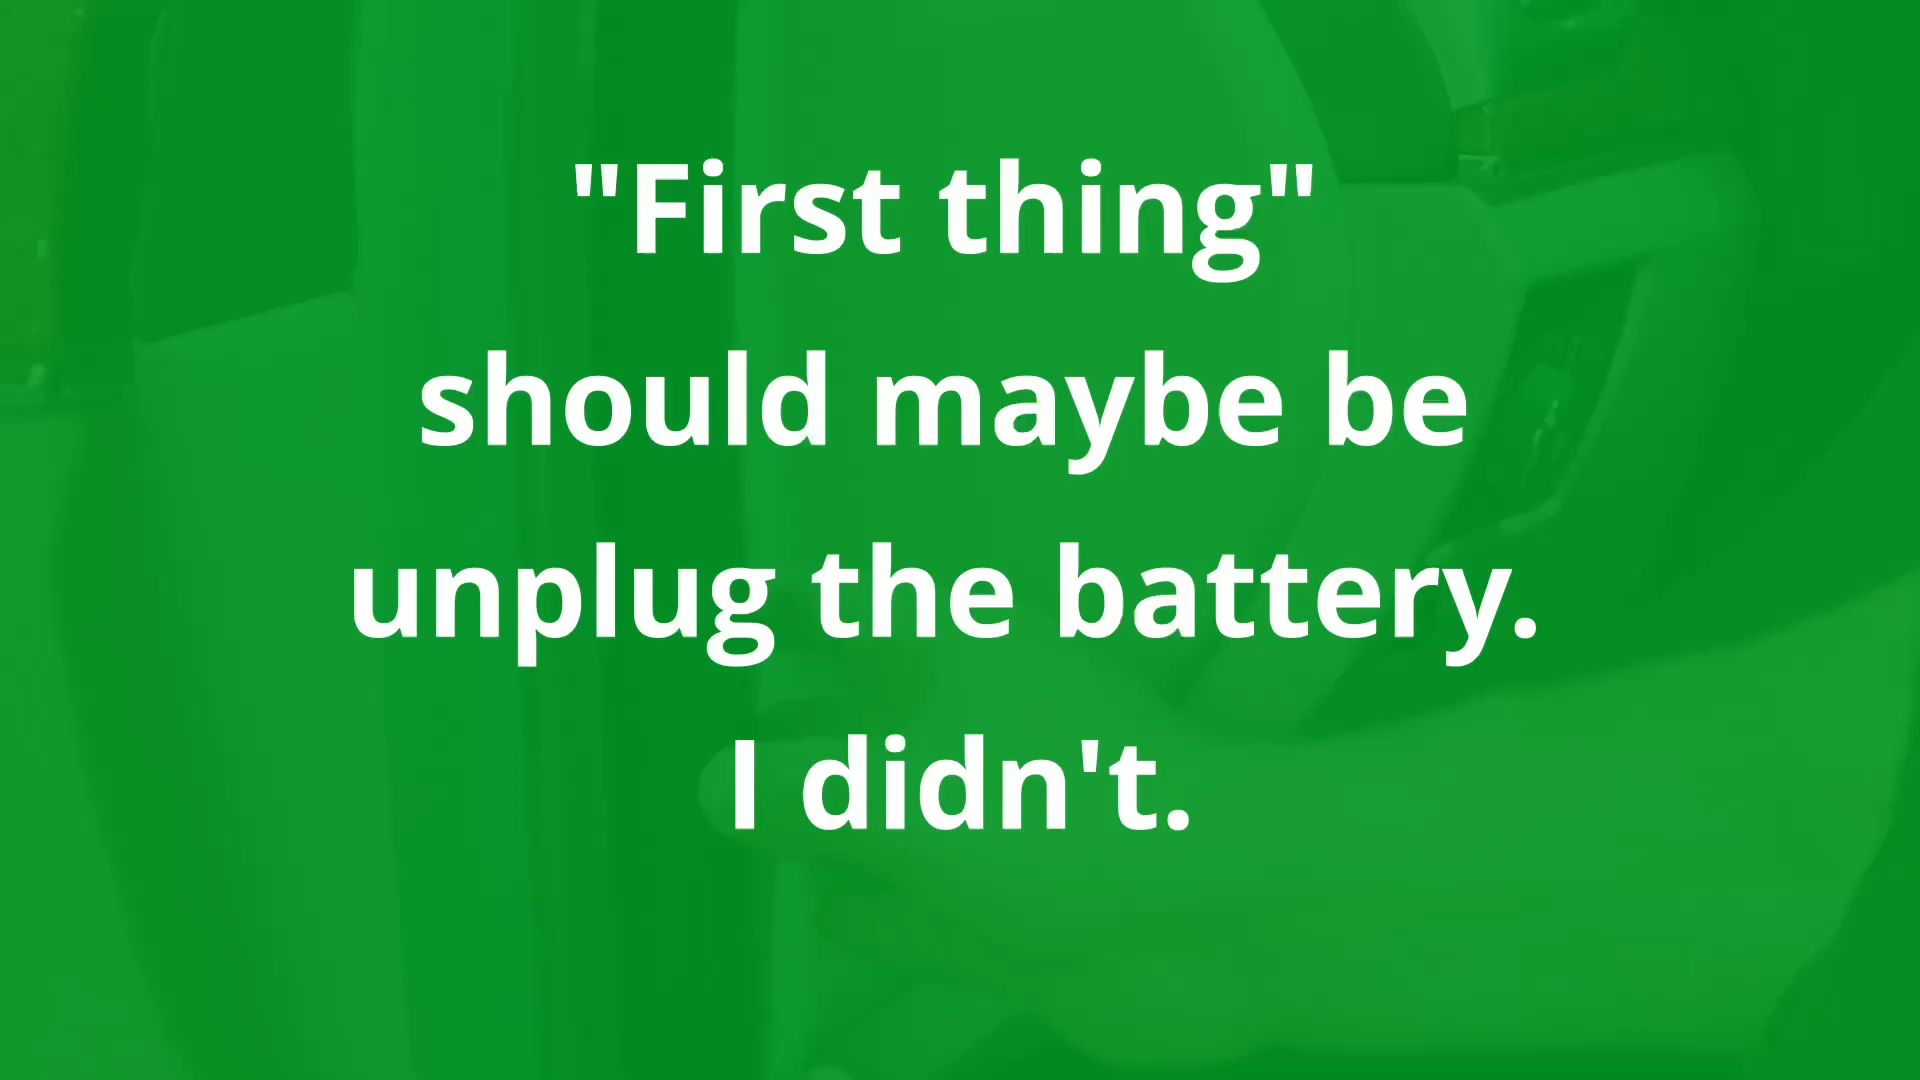 "First thing"
should maybe be
unplug the battery.
I didn't.